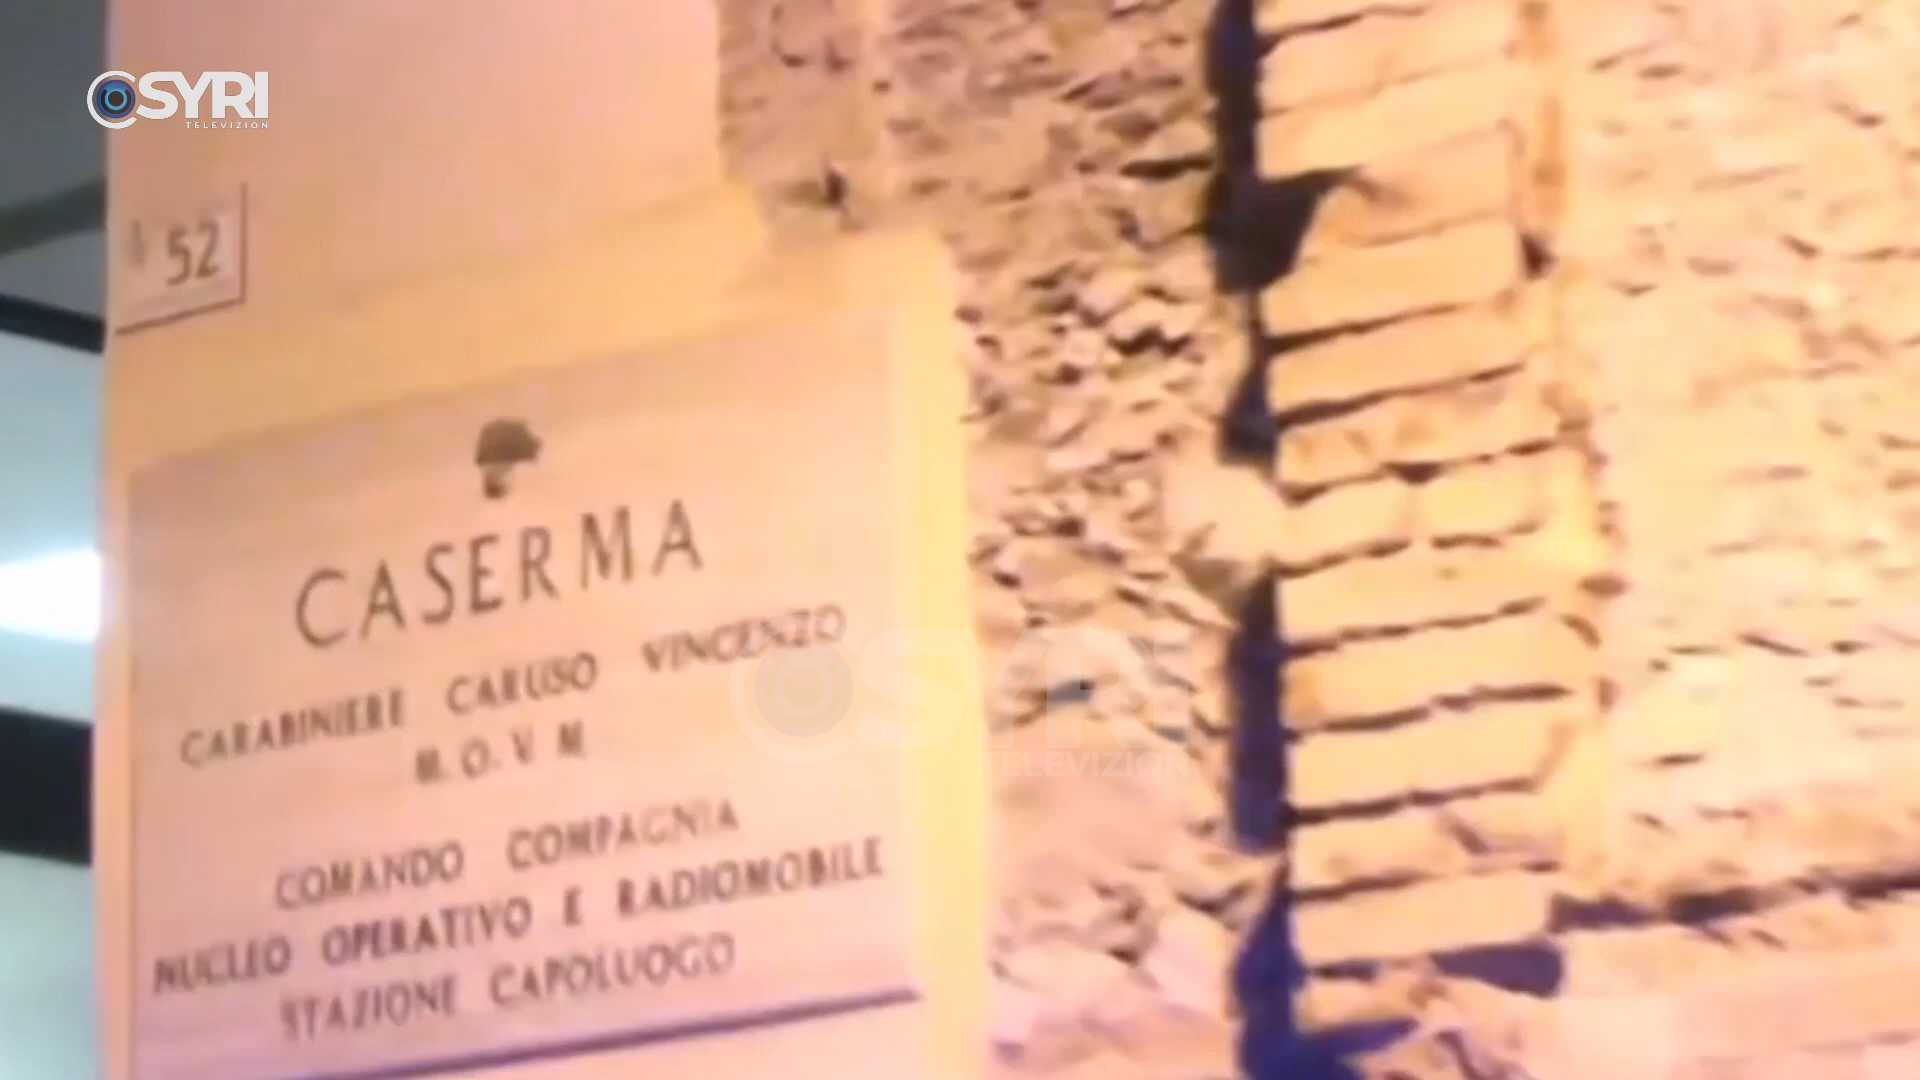 SYRI
TELEVIZION
52
CASERMA
CARABINIERE CARUSO VINCENZO
M. O. V M
COMANDO COMPAGNIA
NUCLEO OPERATIVO E RADIOMOBILE
STAZIONE CAPOLUOGO
SYRI
TELEVIZION